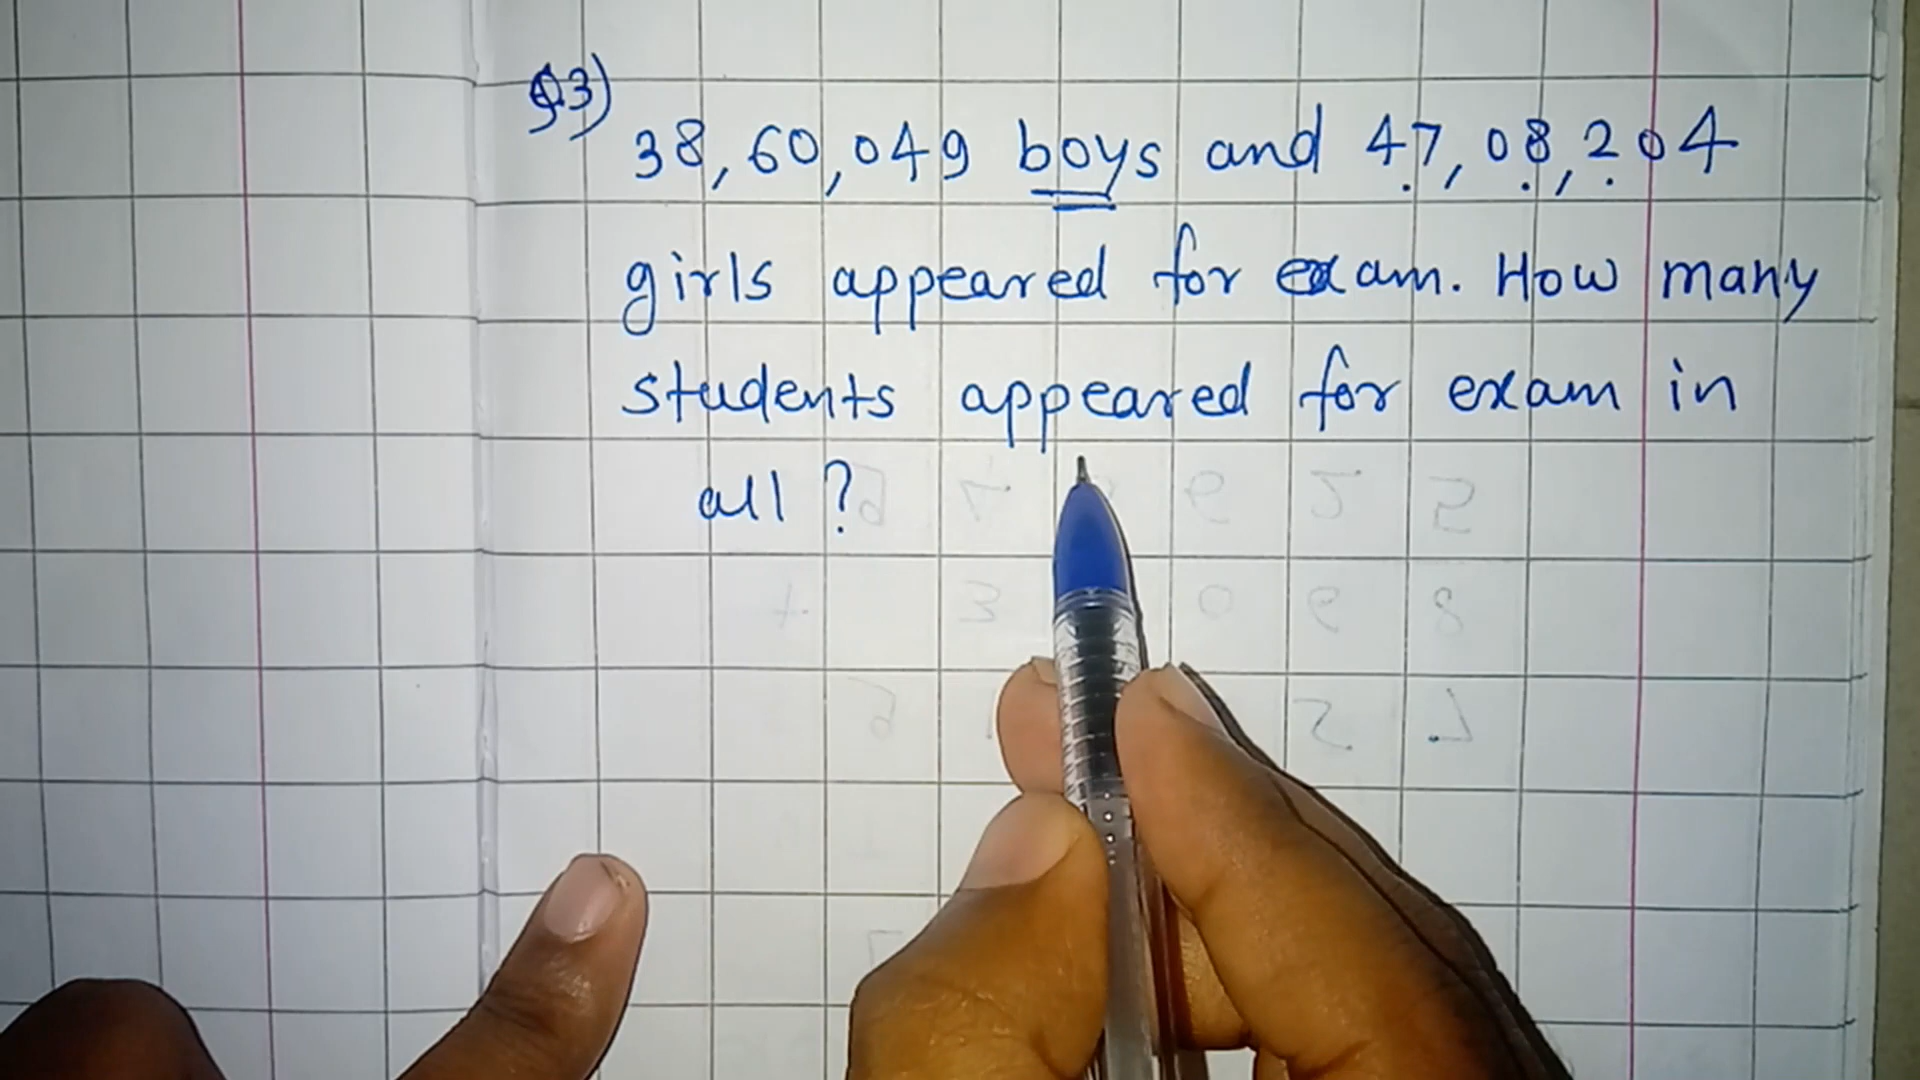 Q3)
38,60,049 boys and 47,08,204
girls appeared for exam. How many
students appeared for exam in
all ?